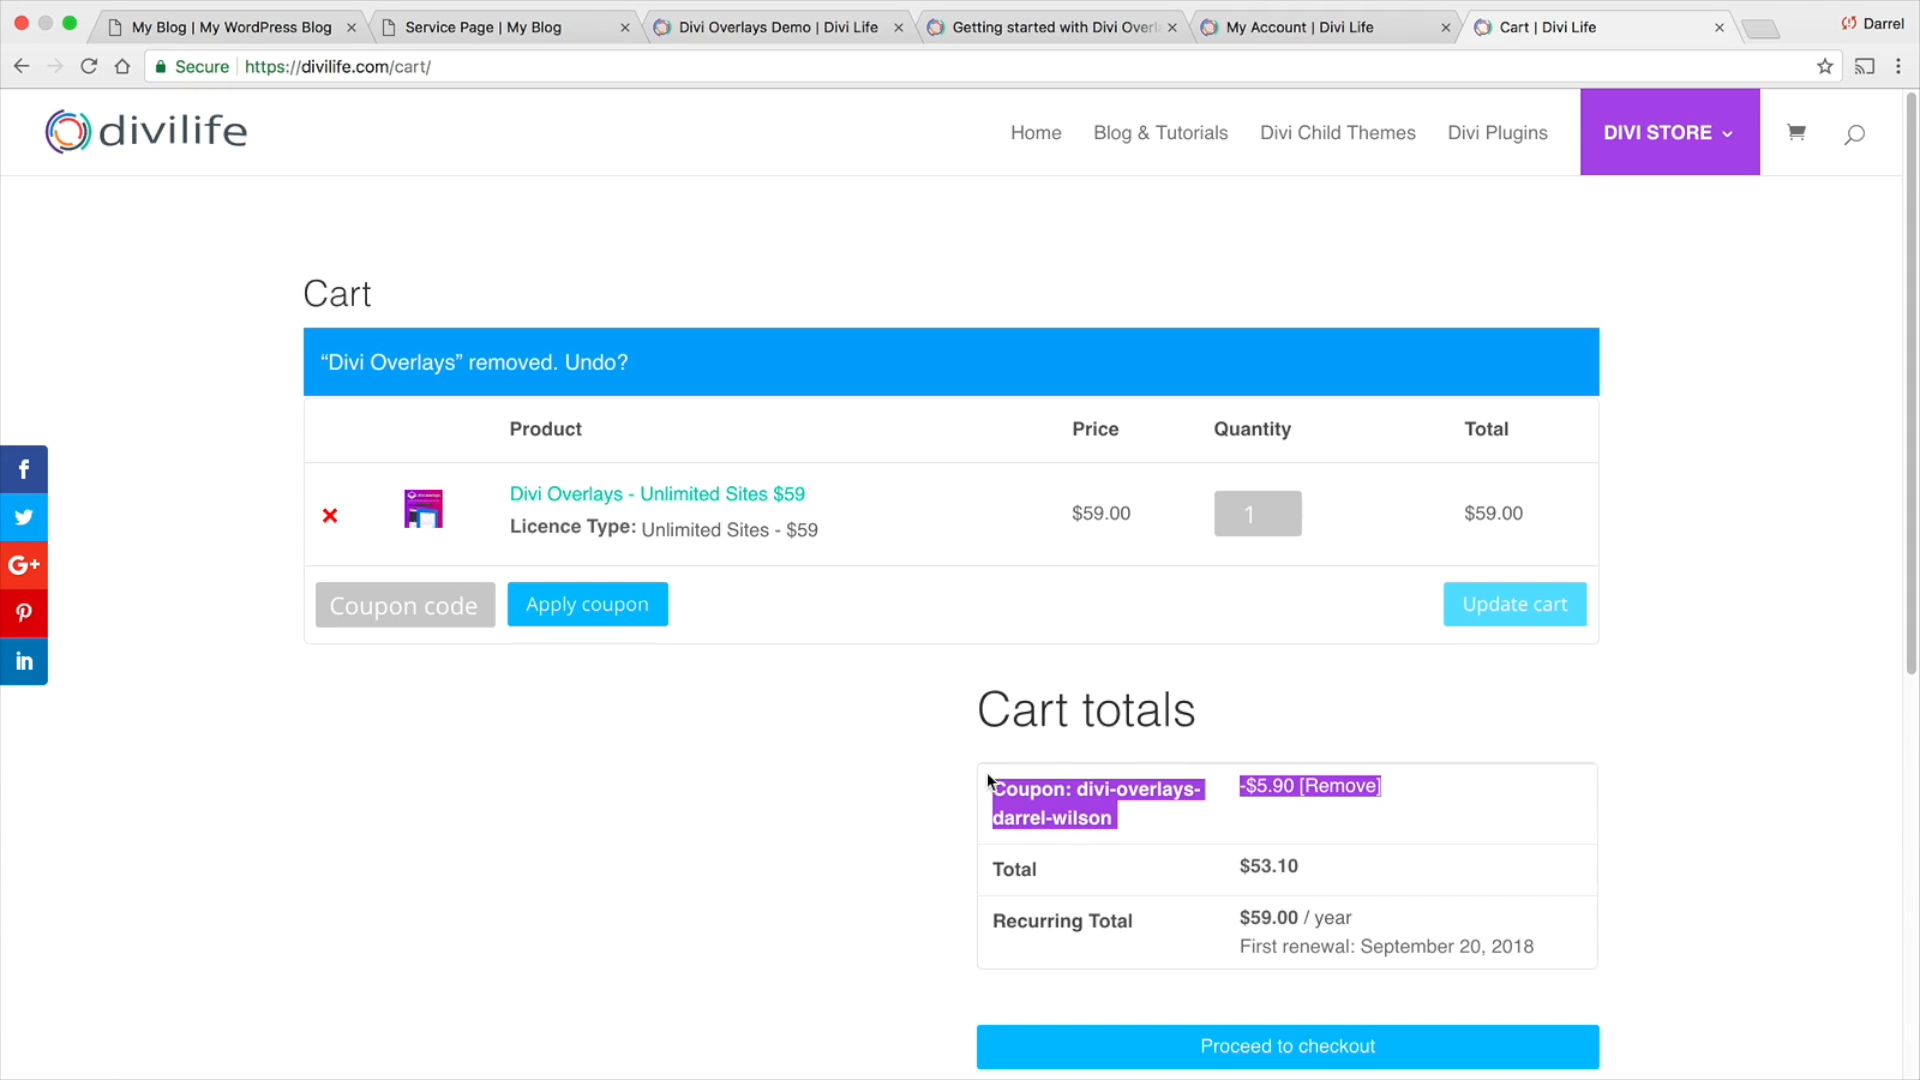 My Blog | My WordPress Blog
Service Page | My Blog
Divi Overlays Demo | Divi Life
Getting started with Divi Overl
My Account | Divi Life
Cart | Divi Life
Darrel
Secure https://divilife.com/cart/
divilife
Home
Blog & Tutorials
Divi Child Themes
Divi Plugins
DIVI STORE
Cart
“Divi Overlays” removed. Undo?
Product Price Quantity Total
Divi Overlays - Unlimited Sites $59
Licence Type: Unlimited Sites - $59
$59.00 1 $59.00
Coupon code
Apply coupon
Update cart
f
G+
in
Cart totals
Coupon: divi-overlays-
darrel-wilson
-$5.90 [Remove]
Total $53.10
Recurring Total $59.00 / year
First renewal: September 20, 2018
Proceed to checkout